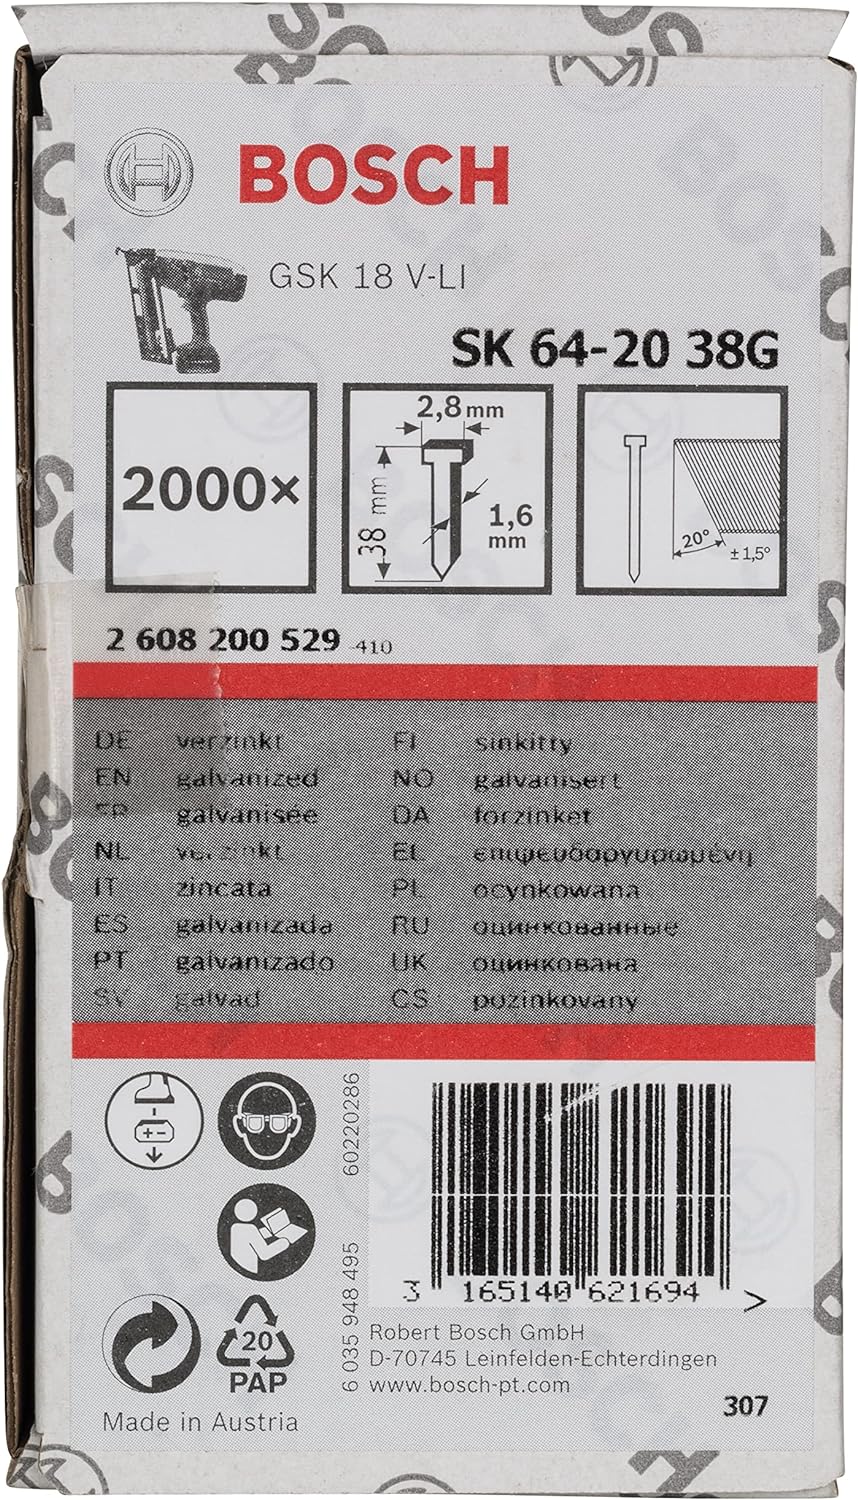 BOSCH
GSK 18 V-LI
SK 64-20 38G
2000×
2,8 mm
38 mm
1,6 mm
20°
± 1,5°
2 608 200 529 -410
DE verzinkt FI sinkitty
EN galvanized NO galvanisert
FR galvanisée DA forzinket
NL verzinkt EL επιψευδαργυρωμένη
IT zincata PL ocynkowana
ES galvanizada RU оцинкованные
PT galvanizado UK оцинкована
SV galvad CS pozinkovaný
60220286
6 035 948 495
3 165140 621694 >
20
PAP
Robert Bosch GmbH
D-70745 Leinfelden-Echterdingen
www.bosch-pt.com
Made in Austria
307